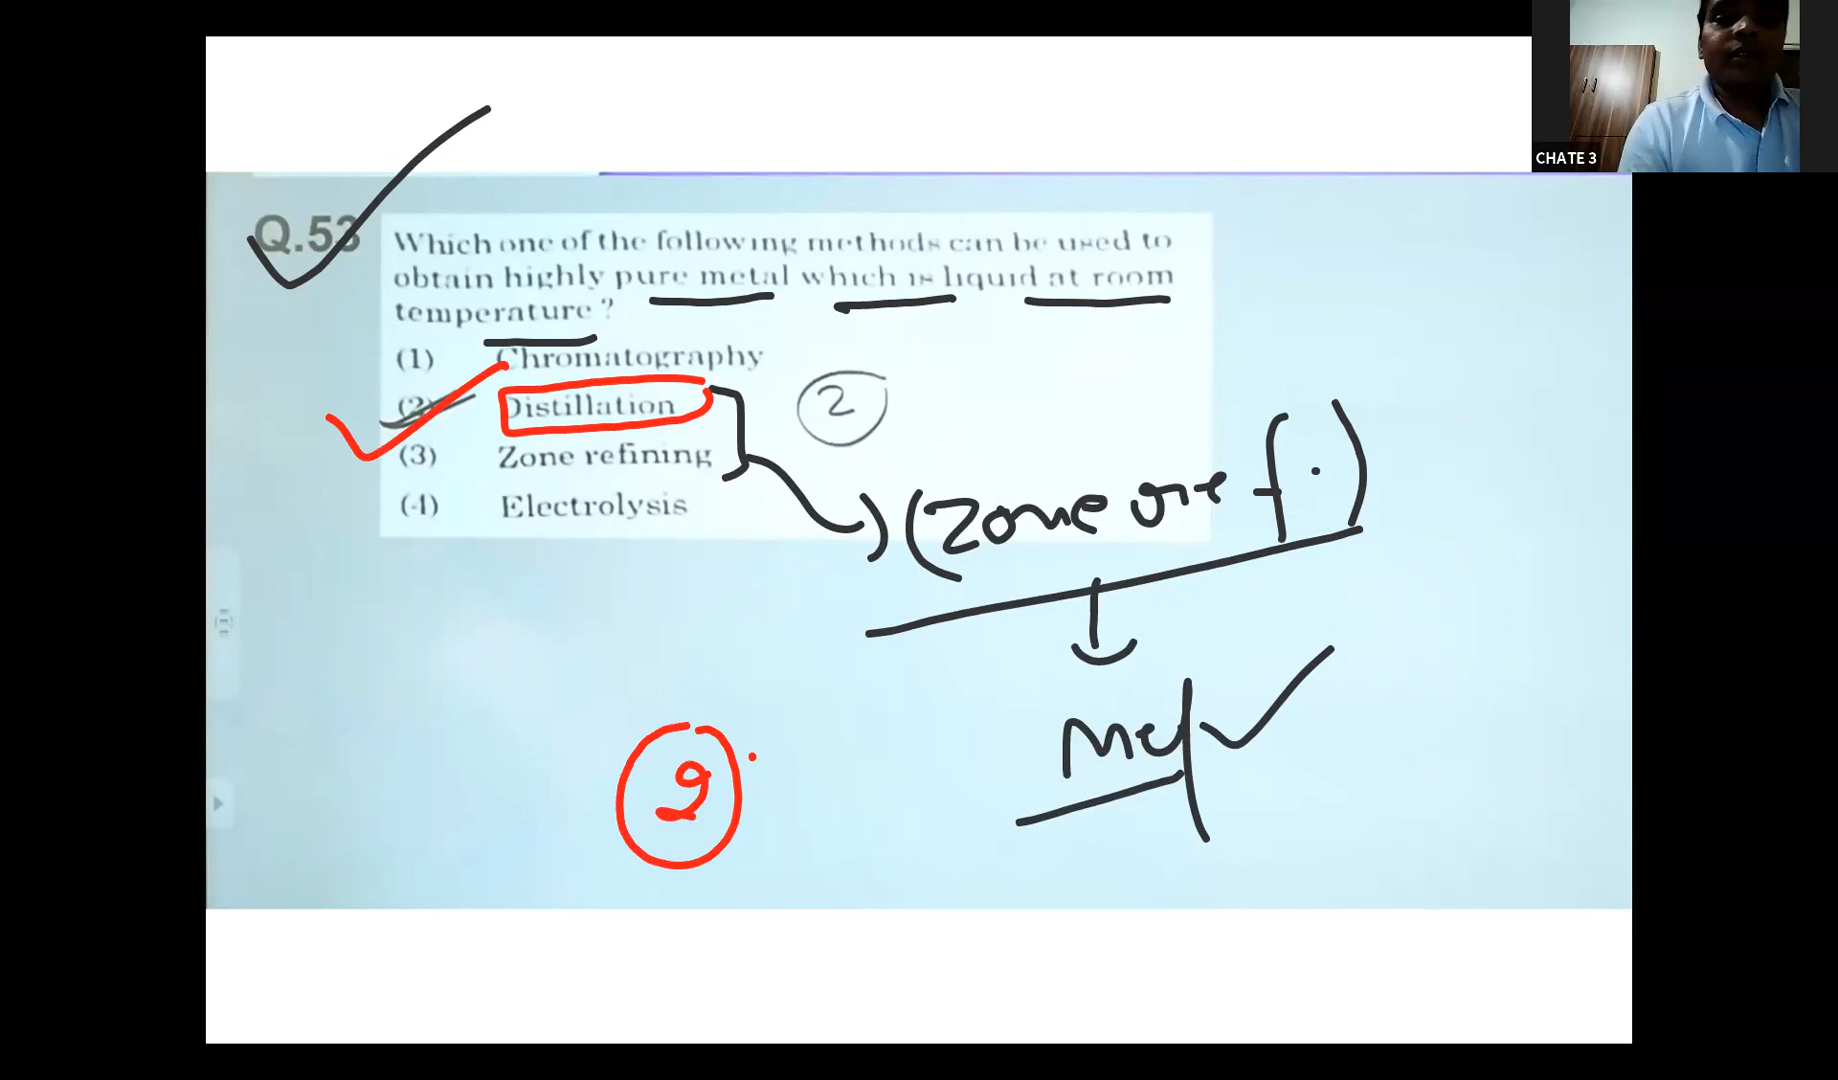 CHATE 3
Q.53
Which one of the following methods can be used to
obtain highly pure metal which is liquid at room
temperature ?
(1) Chromatography
(2) Distillation
(3) Zone refining
(4) Electrolysis
2
(Zone ref.)
2